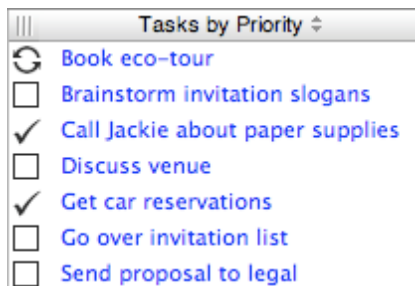 Tasks by Priority
Book eco-tour
Brainstorm invitation slogans
Call Jackie about paper supplies
Discuss venue
Get car reservations
Go over invitation list
Send proposal to legal